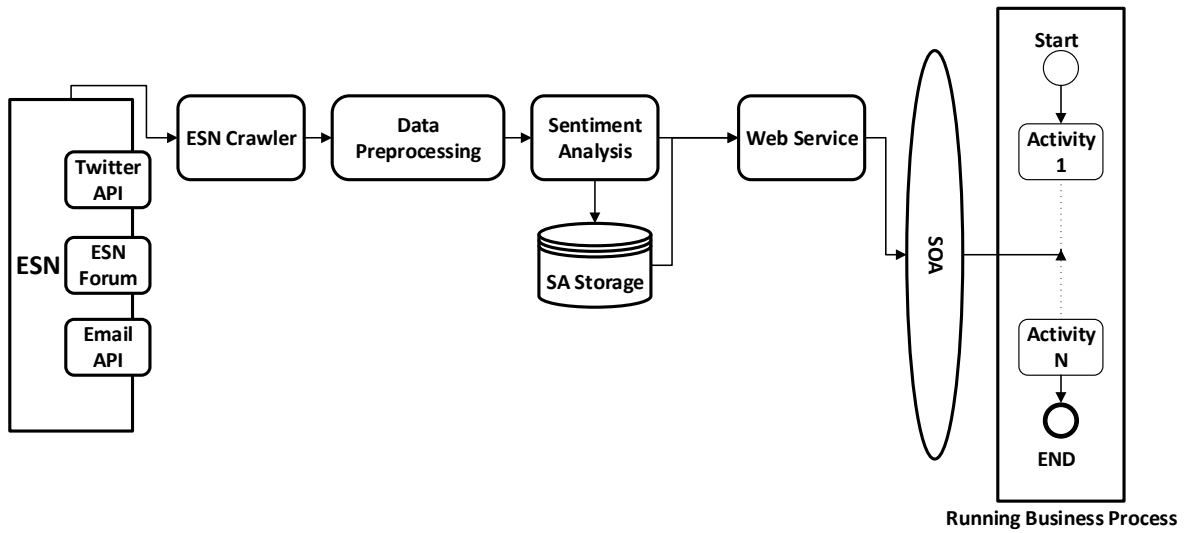 ESN
Twitter
API
ESN
Forum
Email
API
ESN Crawler
Data
Preprocessing
Sentiment
Analysis
SA Storage
Web Service
SOA
Start
Activity
1
Activity
N
END
Running Business Process